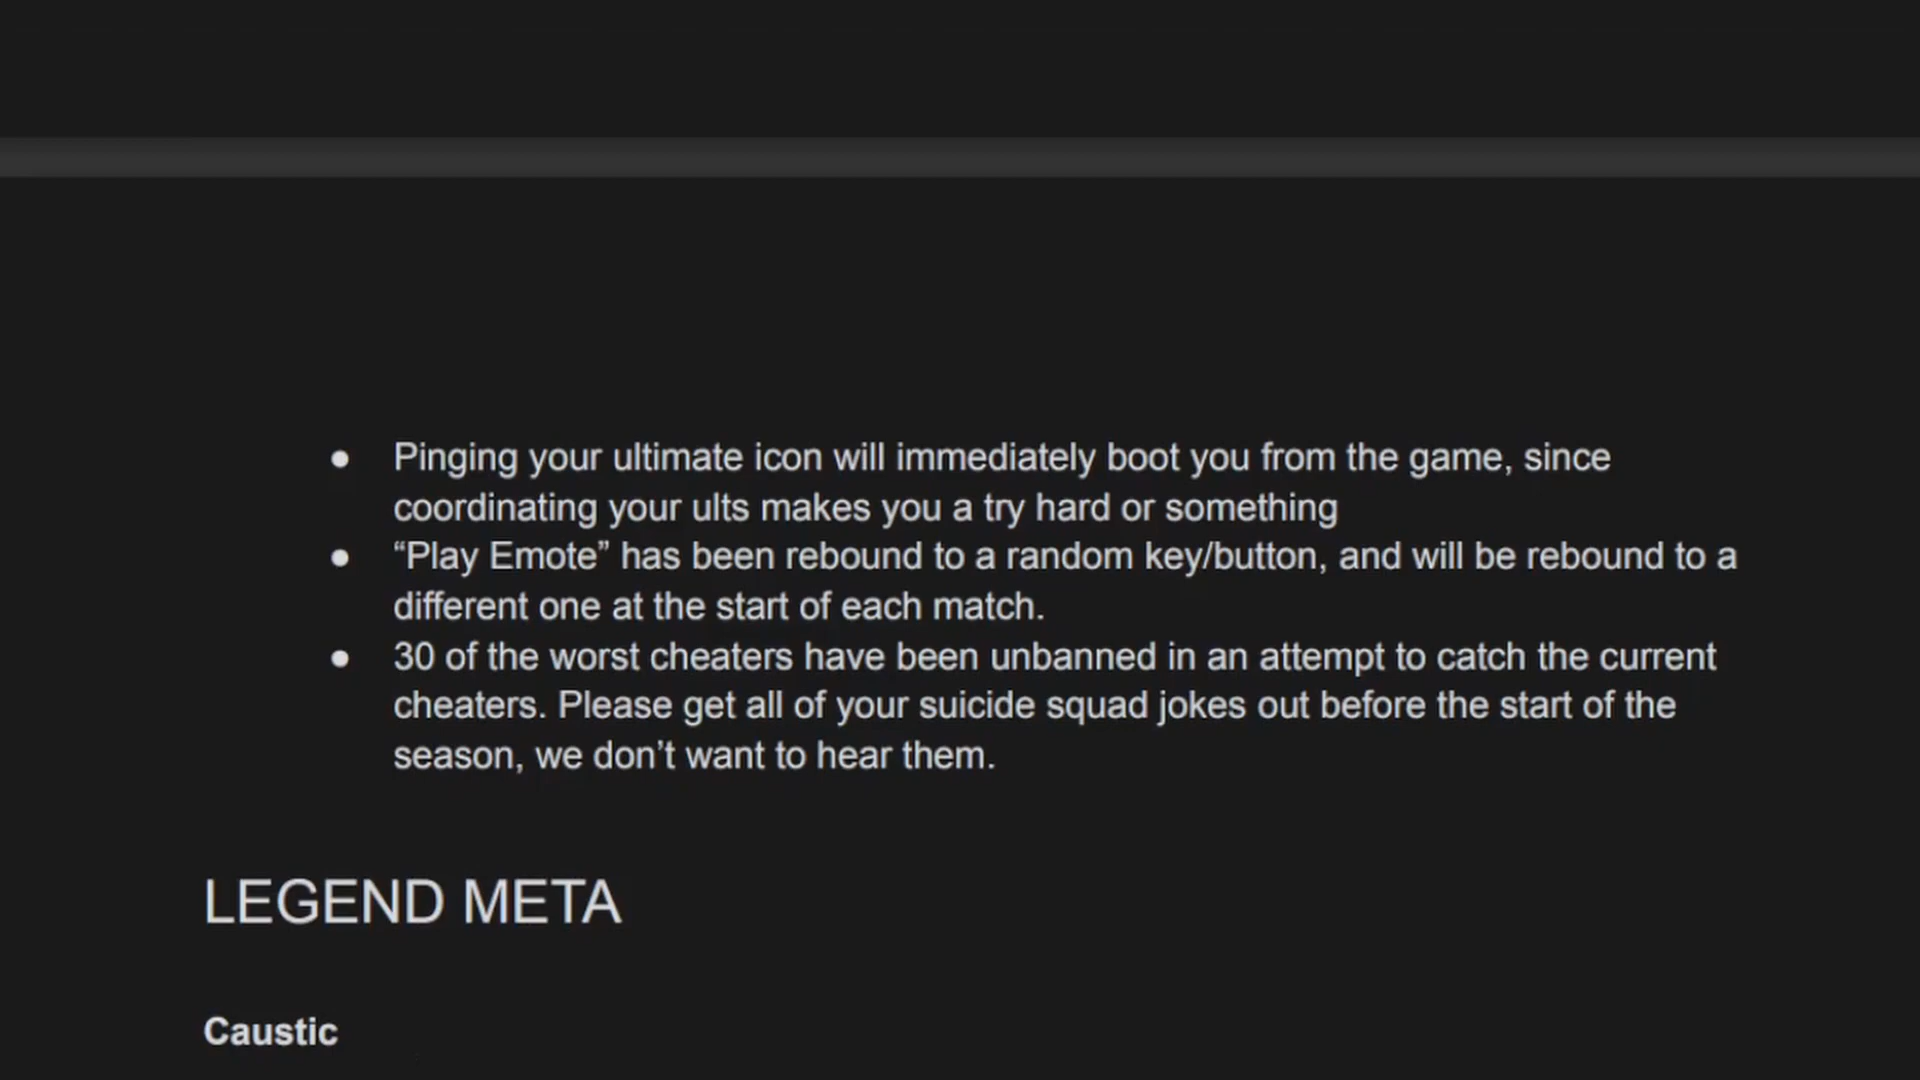 ● Pinging your ultimate icon will immediately boot you from the game, since
coordinating your ults makes you a try hard or something
● “Play Emote” has been rebound to a random key/button, and will be rebound to a
different one at the start of each match.
● 30 of the worst cheaters have been unbanned in an attempt to catch the current
cheaters. Please get all of your suicide squad jokes out before the start of the
season, we don’t want to hear them.
LEGEND META
Caustic